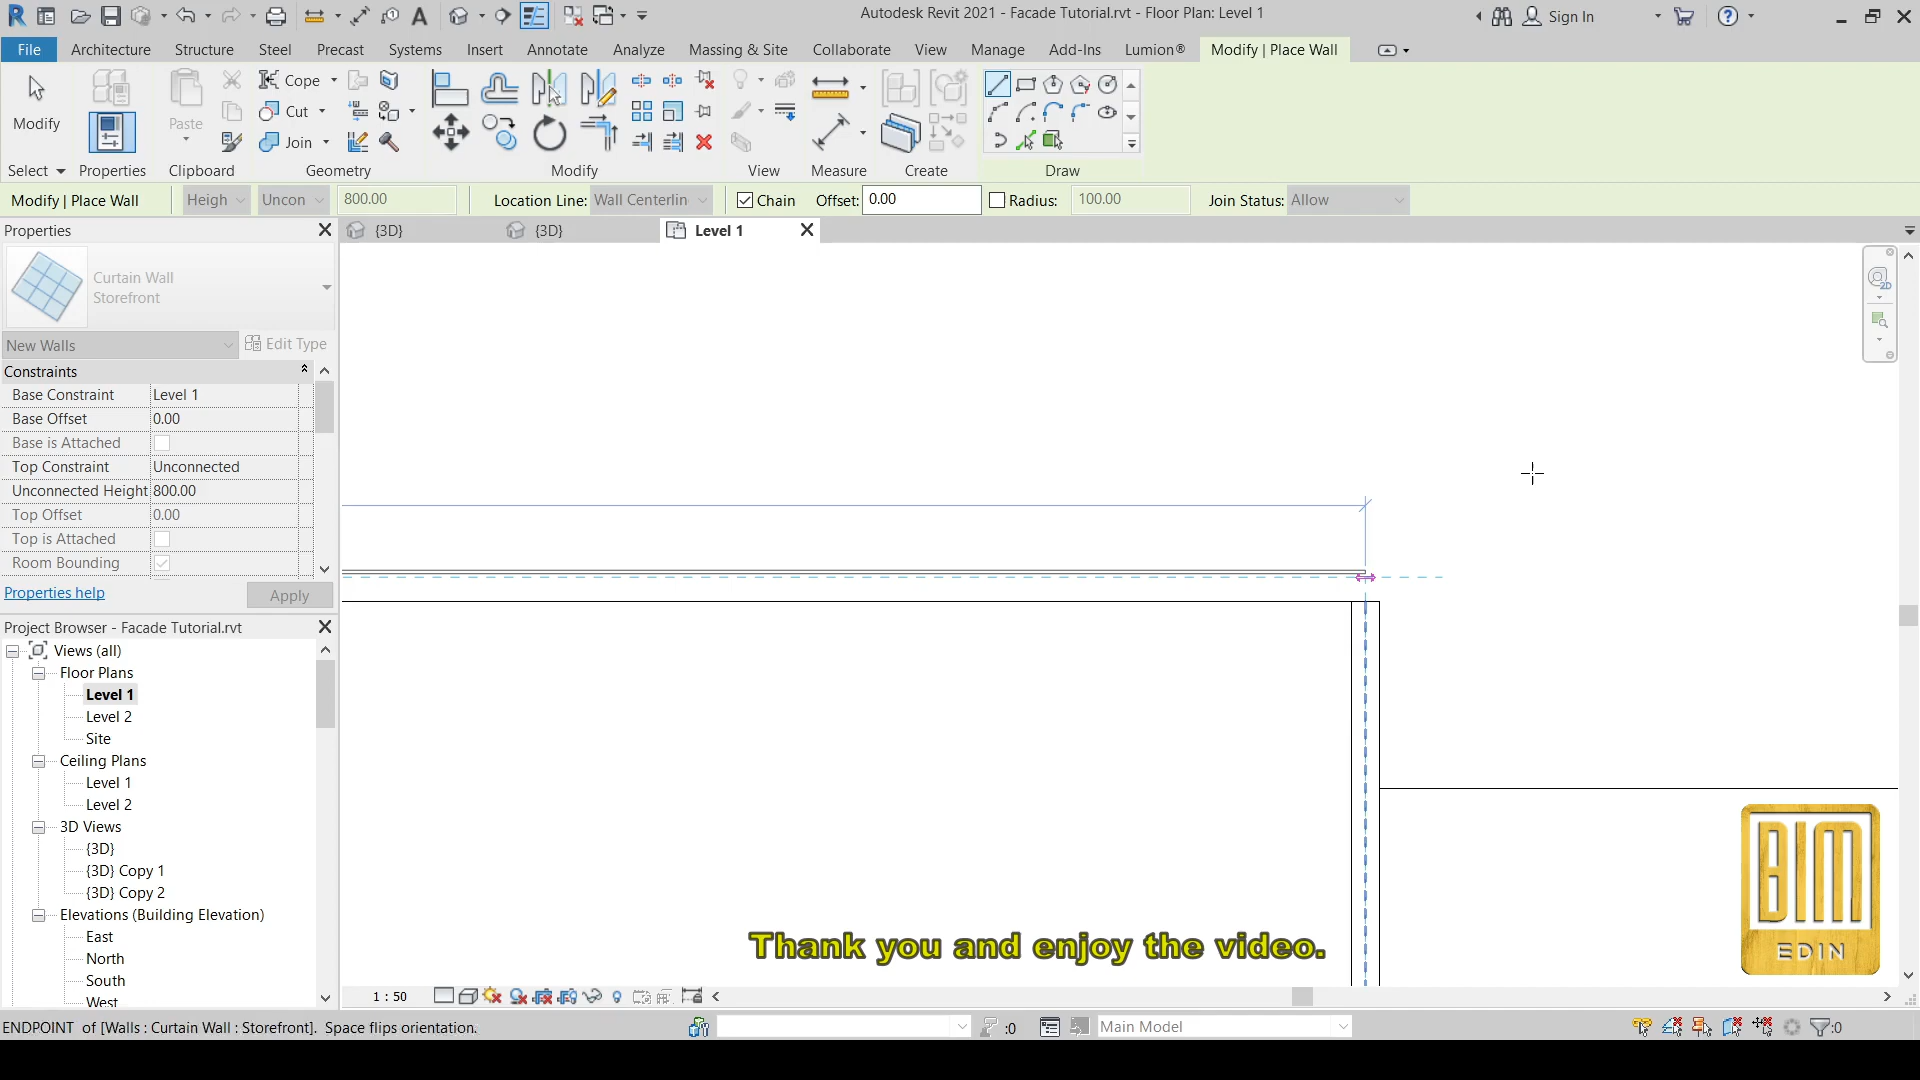 Autodesk Revit 2021 - Facade Tutorial.rvt - Floor Plan: Level 1
Sign In
File Architecture Structure Steel Precast Systems Insert Annotate Analyze Massing & Site Collaborate View Manage Add-Ins Lumion® Modify | Place Wall
Modify
Paste
Cope
Cut
Join
Select Properties Clipboard Geometry Modify View Measure Create Draw
Modify | Place Wall Heigh Uncon 800.00 Location Line: Wall Centerlin Chain Offset: 0.00 Radius: 100.00 Join Status: Allow
Properties
{3D} {3D} Level 1
Curtain Wall
Storefront
New Walls Edit Type
Constraints
Base Constraint Level 1
Base Offset 0.00
Base is Attached
Top Constraint Unconnected
Unconnected Height 800.00
Top Offset 0.00
Top is Attached
Room Bounding
Properties help Apply
Project Browser - Facade Tutorial.rvt
Views (all)
Floor Plans
Level 1
Level 2
Site
Ceiling Plans
Level 1
Level 2
3D Views
{3D}
{3D} Copy 1
{3D} Copy 2
Elevations (Building Elevation)
East
North
South
West
2D
BIM
EDIN
Thank you and enjoy the video.
1 : 50
ENDPOINT of [Walls : Curtain Wall : Storefront]. Space flips orientation.
:0
Main Model
:0